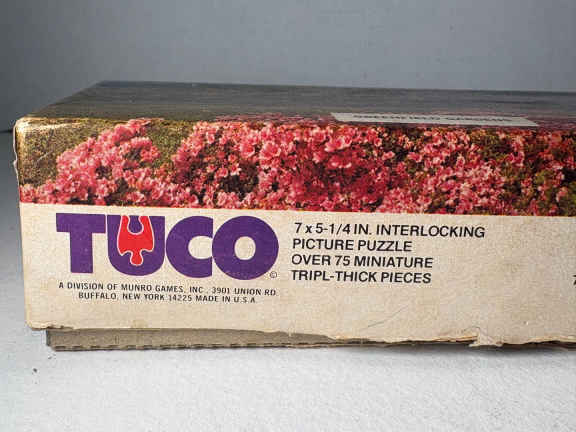 TUCO ©
A DIVISION OF MUNRO GAMES, INC., 3901 UNION RD.
BUFFALO, NEW YORK 14225 MADE IN U.S.A.
7 x 5-1/4 IN. INTERLOCKING
PICTURE PUZZLE
OVER 75 MINIATURE
TRIPL-THICK PIECES